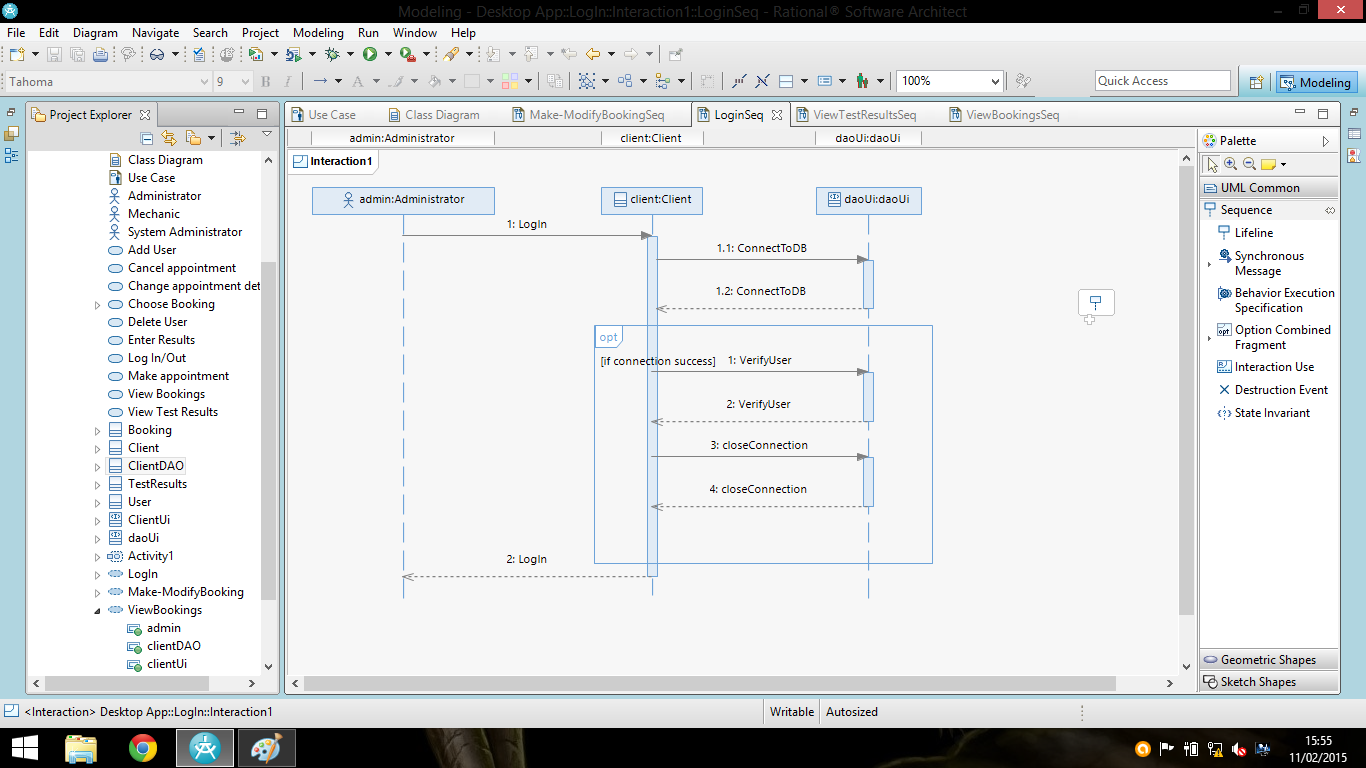 Modeling - Desktop App::LogIn::Interaction1::LoginSeq - Rational® Software Architect
File Edit Diagram Navigate Search Project Modeling Run Window Help
Tahoma 9 B I A 100% Quick Access Modeling
Project Explorer
Use Case Class Diagram Make-ModifyBookingSeq LoginSeq ViewTestResultsSeq ViewBookingsSeq
Class Diagram
Use Case
Administrator
Mechanic
System Administrator
Add User
Cancel appointment
Change appointment det
Choose Booking
Delete User
Enter Results
Log In/Out
Make appointment
View Bookings
View Test Results
Booking
Client
ClientDAO
TestResults
User
ClientUi
daoUi
Activity1
LogIn
Make-ModifyBooking
ViewBookings
admin
clientDAO
clientUi
admin:Administrator client:Client daoUi:daoUi
Interaction1
admin:Administrator client:Client daoUi:daoUi
1: LogIn
1.1: ConnectToDB
1.2: ConnectToDB
opt
[if connection success] 1: VerifyUser
2: VerifyUser
3: closeConnection
4: closeConnection
2: LogIn
Palette
UML Common
Sequence
Lifeline
Synchronous
Message
Behavior Execution
Specification
opt
Option Combined
Fragment
Interaction Use
Destruction Event
State Invariant
Geometric Shapes
Sketch Shapes
<Interaction> Desktop App::LogIn::Interaction1 Writable Autosized
15:55
11/02/2015